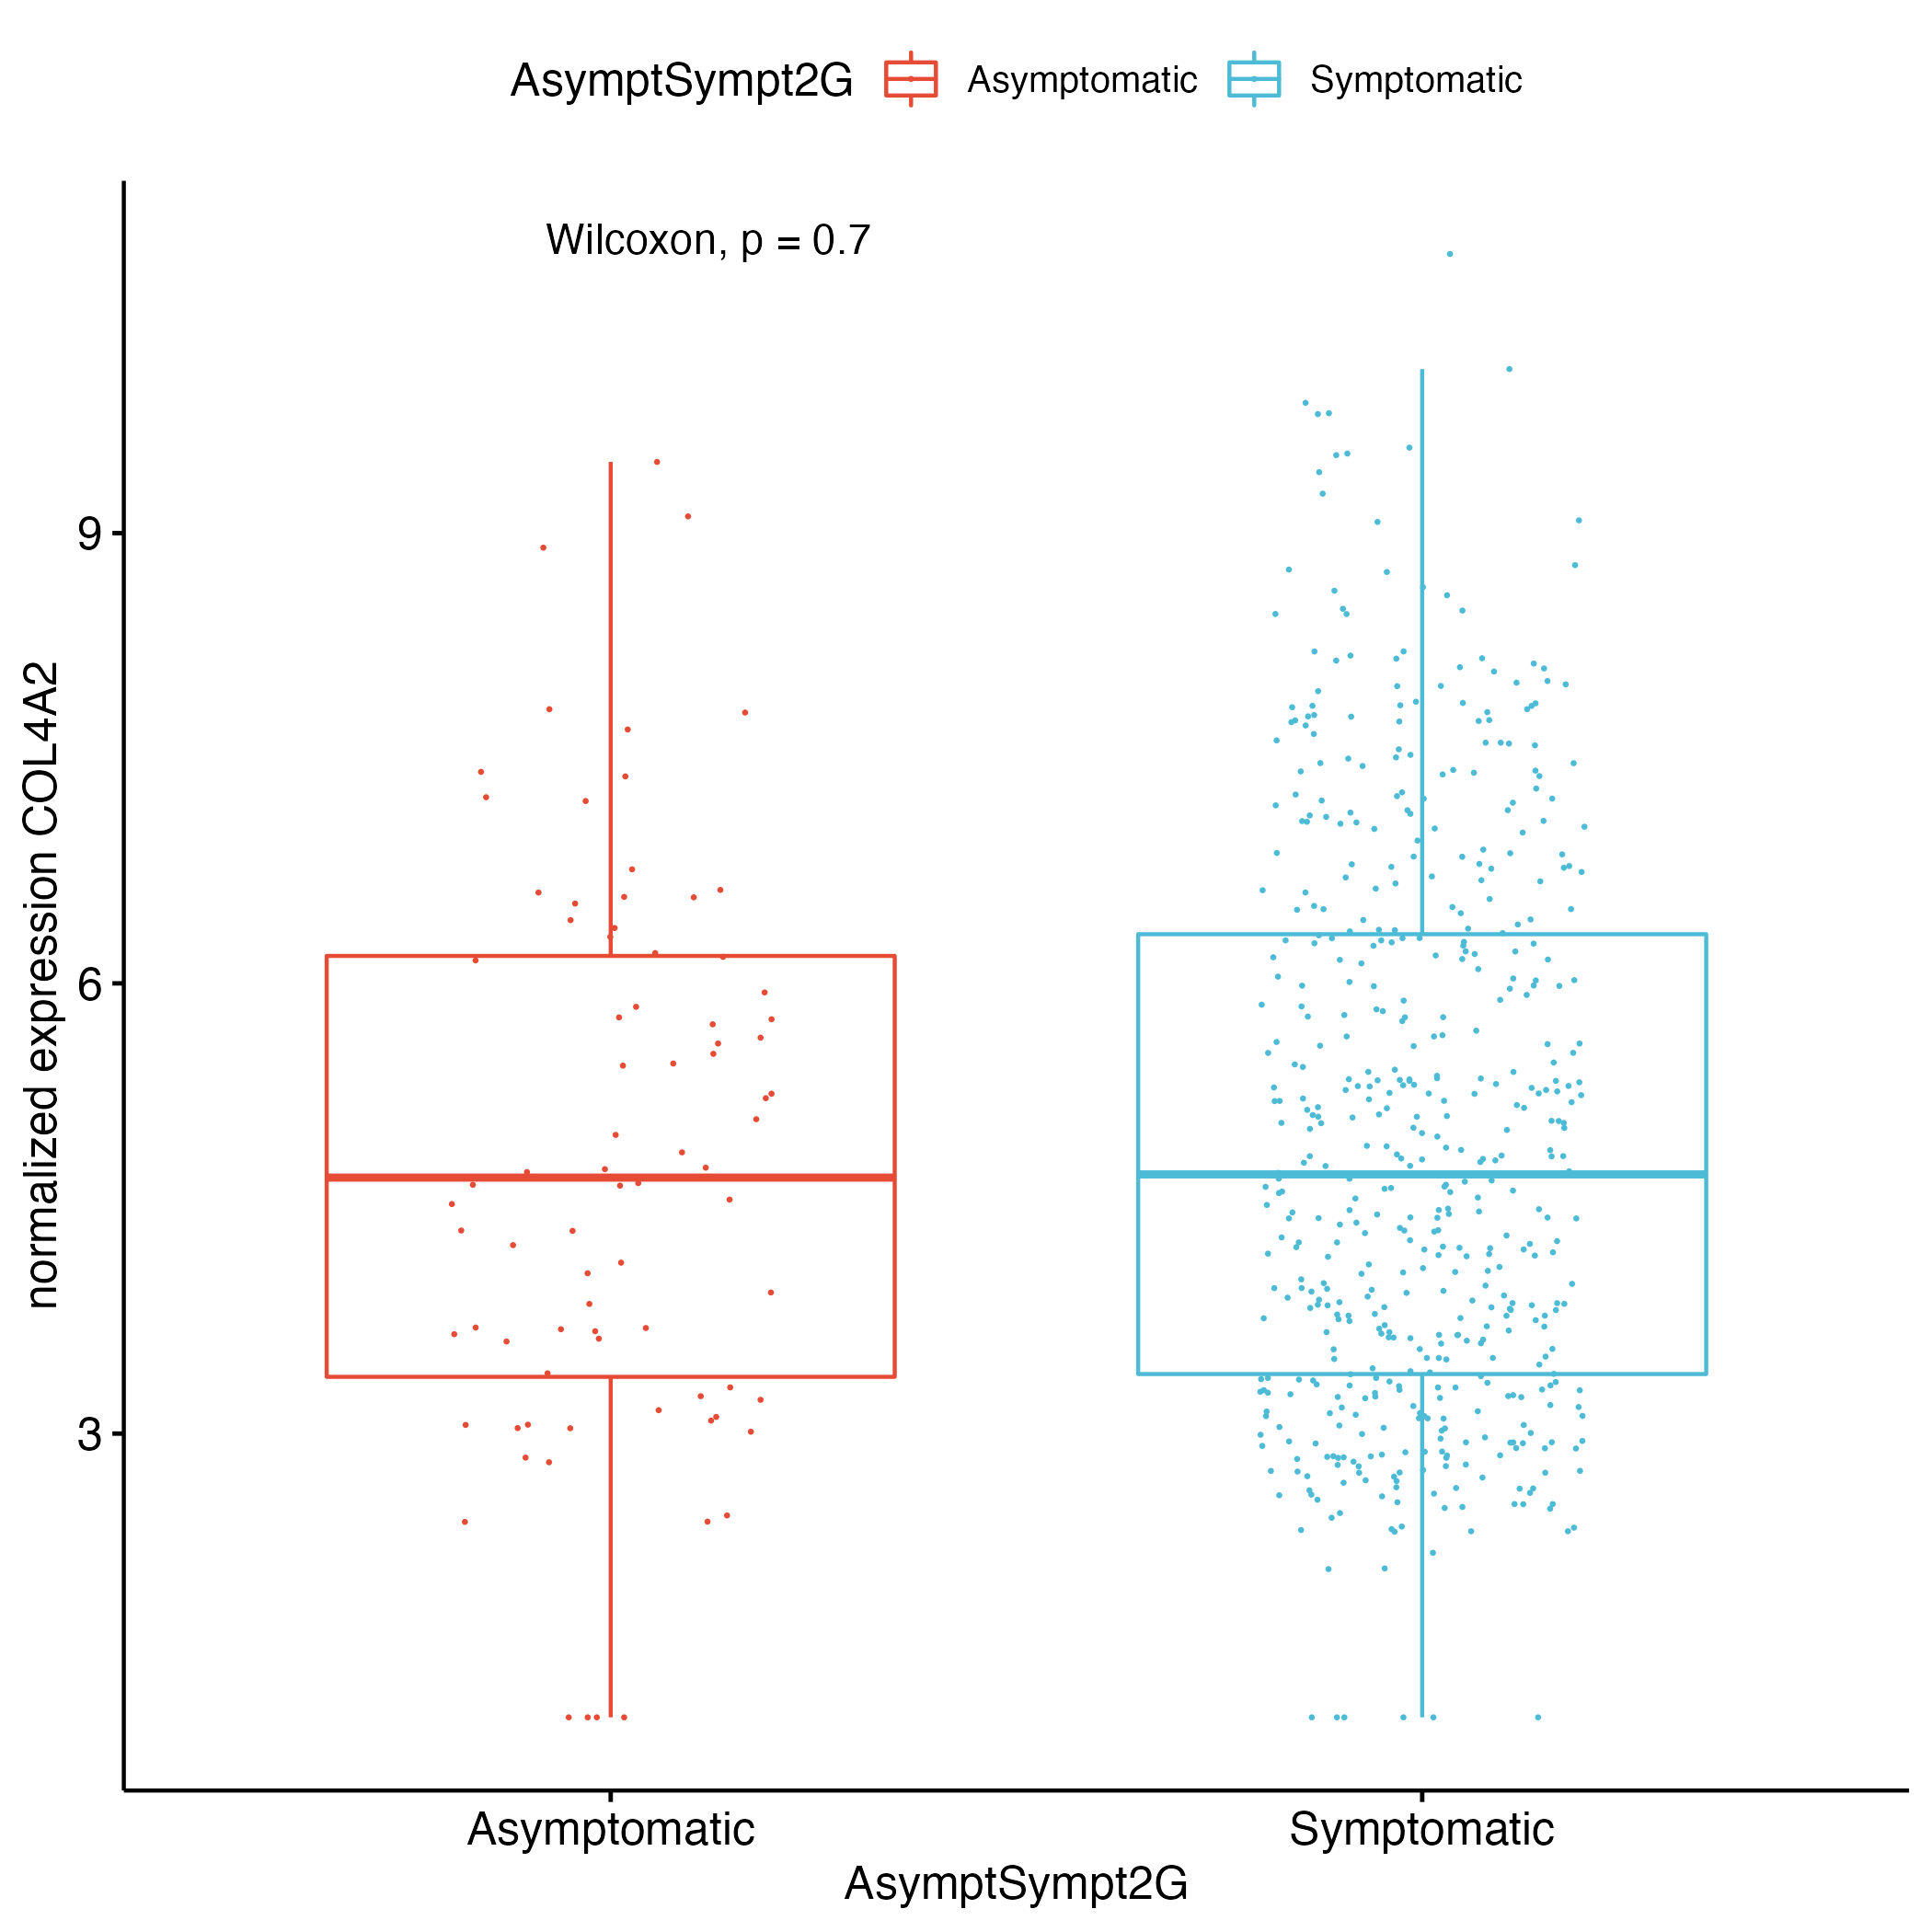 AsymptSympt2G Asymptomatic Symptomatic
Wilcoxon, p = 0.7
normalized expression COL4A2
9
6
3
Asymptomatic Symptomatic
AsymptSympt2G